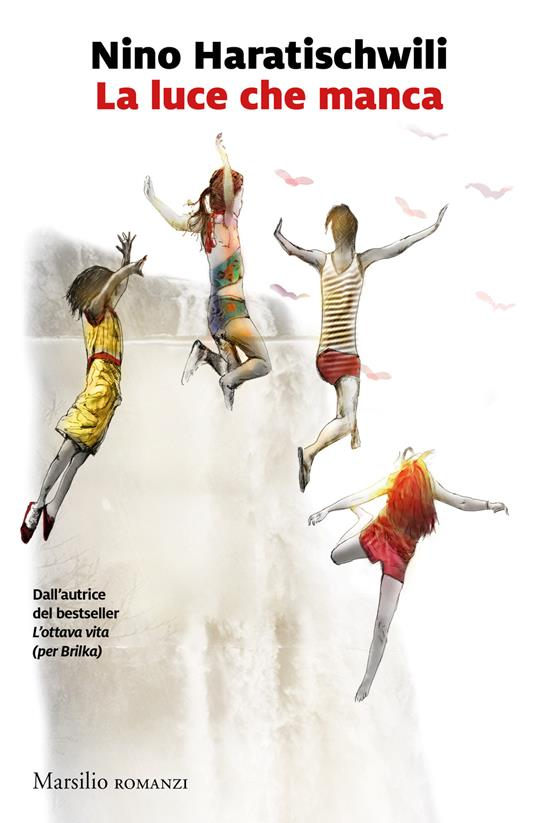 Nino Haratischwili
La luce che manca
Dall'autrice
del bestseller
L'ottava vita
(per Brilka)
Marsilio ROMANZI